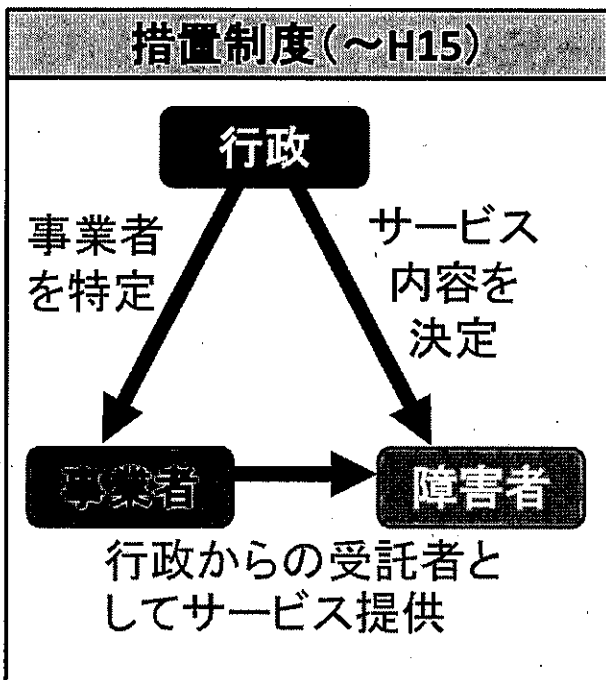 措置制度(～H15)
行政
事業者
を特定
サービス
内容を
決定
事業者
障害者
行政からの受託者と
してサービス提供